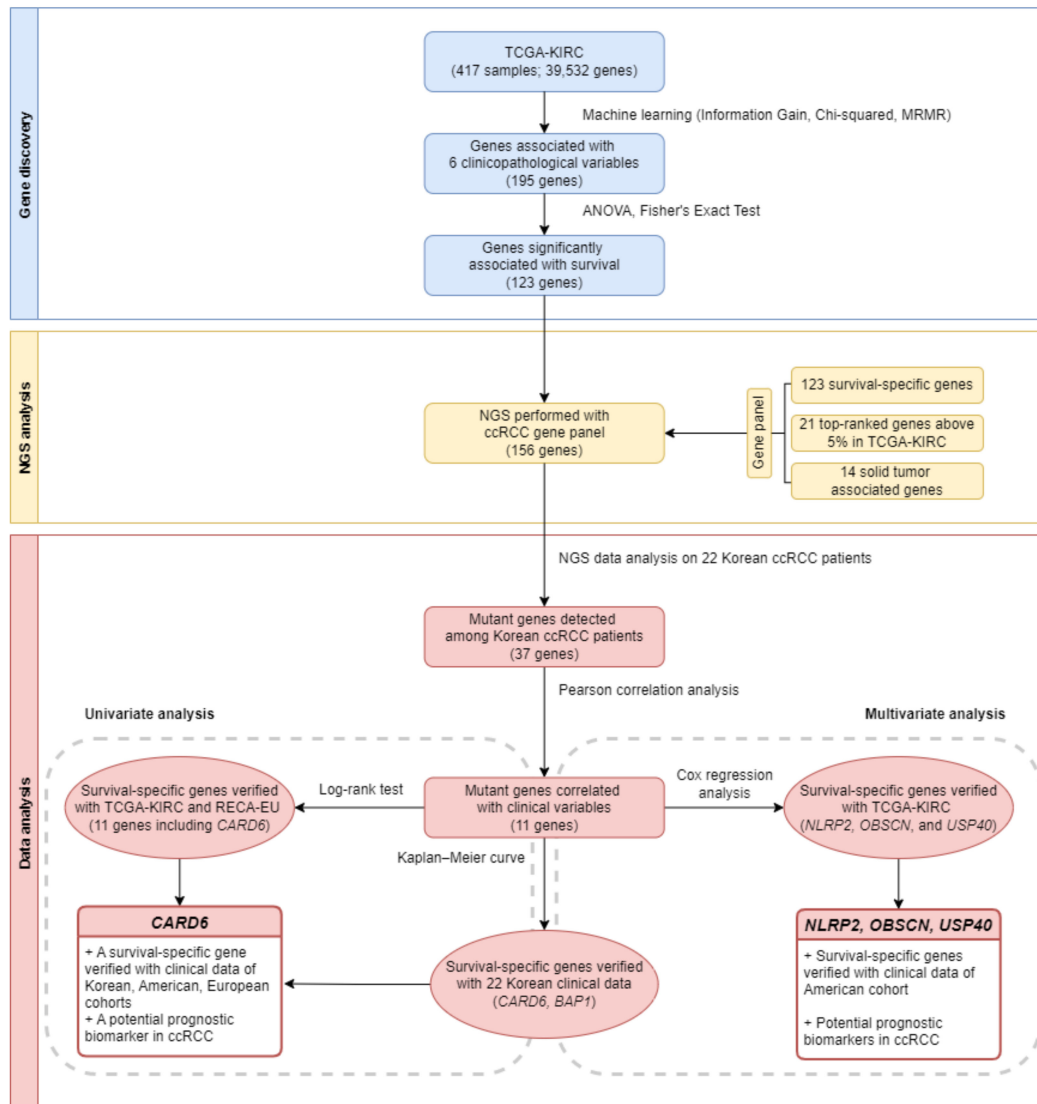 Gene discovery
TCGA-KIRC
(417 samples; 39,532 genes)
Machine learning (Information Gain, Chi-squared, MRMR)
Genes associated with
6 clinicopathological variables
(195 genes)
ANOVA, Fisher's Exact Test
Genes significantly
associated with survival
(123 genes)
NGS analysis
NGS performed with
ccRCC gene panel
(156 genes)
Gene panel
123 survival-specific genes
21 top-ranked genes above
5% in TCGA-KIRC
14 solid tumor
associated genes
Data analysis
NGS data analysis on 22 Korean ccRCC patients
Mutant genes detected
among Korean ccRCC patients
(37 genes)
Pearson correlation analysis
Univariate analysis
Multivariate analysis
Survival-specific genes verified
with TCGA-KIRC and RECA-EU
(11 genes including CARD6)
Log-rank test
Mutant genes correlated
with clinical variables
(11 genes)
Cox regression
analysis
Survival-specific genes verified
with TCGA-KIRC
(NLRP2, OBSCN, and USP40)
Kaplan–Meier curve
CARD6
+ A survival-specific gene
verified with clinical data of
Korean, American, European
cohorts
+ A potential prognostic
biomarker in ccRCC
Survival-specific genes verified
with 22 Korean clinical data
(CARD6, BAP1)
NLRP2, OBSCN, USP40
+ Survival-specific genes
verified with clinical data of
American cohort
+ Potential prognostic
biomarkers in ccRCC